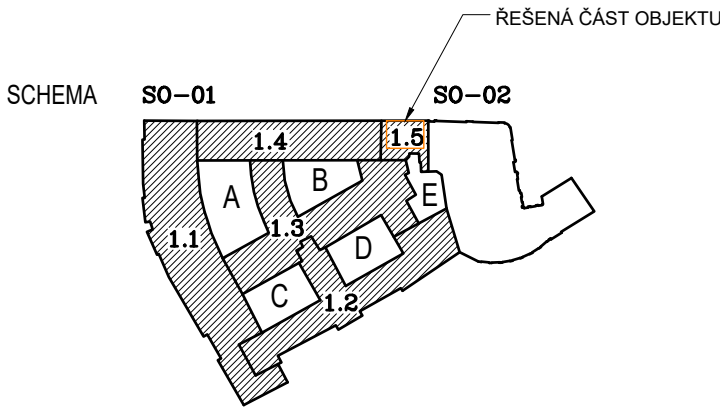 ŘEŠENÁ ČÁST OBJEKTU
SCHEMA SO-01 SO-02
1.4 1.5
A B E
1.1 1.3
D
C 1.2